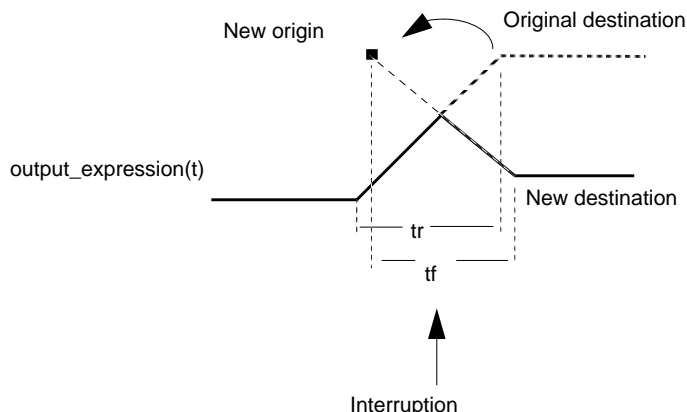 Original destination
New origin
output_expression(t)
New destination
tr
tf
Interruption